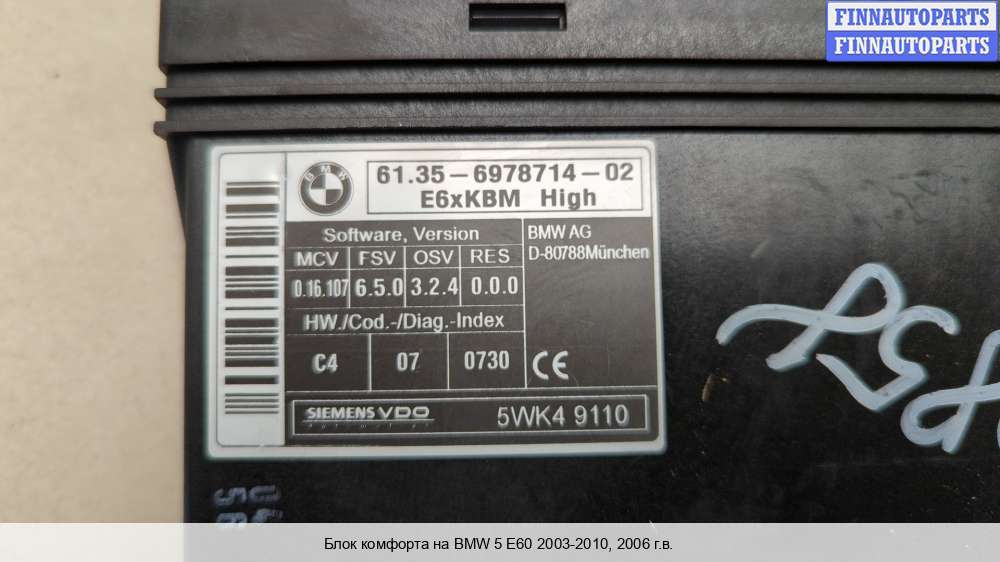 FINNAUTOPARTS
FINNAUTOPARTS
BMW
61.35-6978714-02
E6xKBM High
Software, Version
MCV FSV OSV RES
0.16.107 6.5.0 3.2.4 0.0.0
HW./Cod.-/Diag.-Index
C4 07 0730
BMW AG
D-80788München
CE
SIEMENS VDO
Automotive
5WK4 9110
Блок комфорта на BMW 5 E60 2003-2010, 2006 г.в.